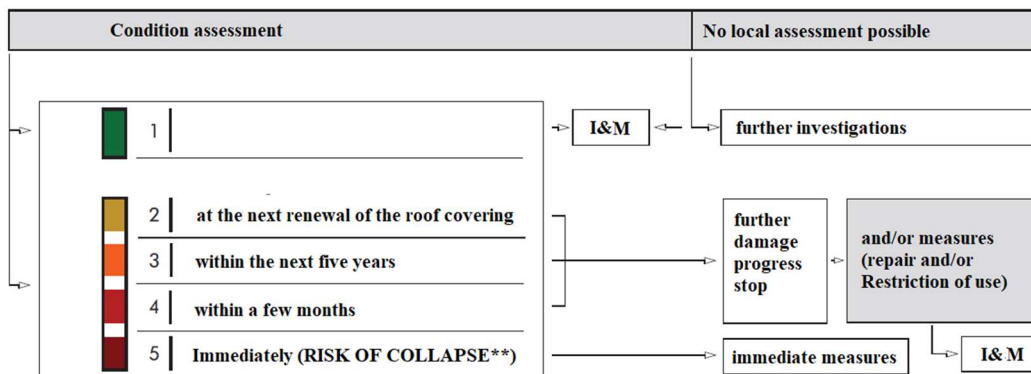 Condition assessment
No local assessment possible
1
I&M
further investigations
2 at the next renewal of the roof covering
3 within the next five years
4 within a few months
5 Immediately (RISK OF COLLAPSE**)
further
damage
progress
stop
and/or measures
(repair and/or
Restriction of use)
immediate measures
I&M